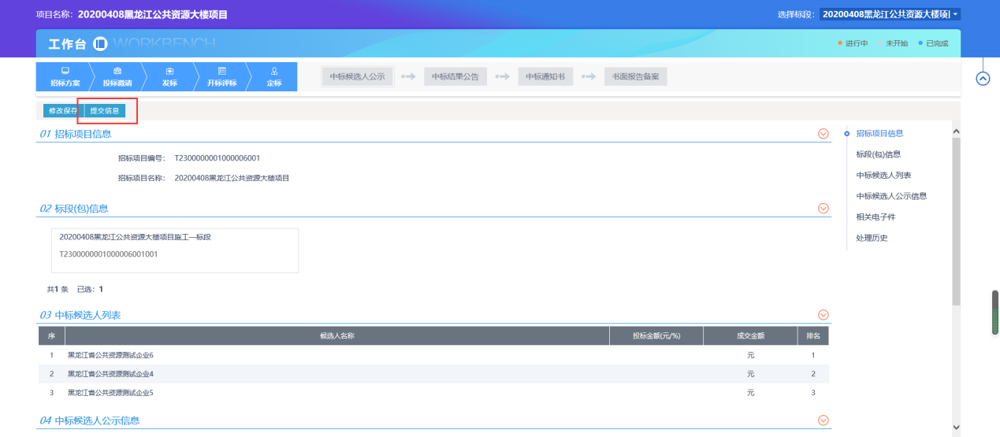 项目名称: 20200408黑龙江公共资源大楼项目
选择标段: 20200408黑龙江公共资源大楼项
工作台 WORKBENCH
进行中 未开始 已完成
招标方案 投标邀请 发标 开标评标 定标
中标候选人公示 中标结果公告 中标通知书 书面报告备案
修改保存 提交信息
01 招标项目信息
招标项目编号: T2300000001000006001
招标项目名称: 20200408黑龙江公共资源大楼项目
02 标段(包)信息
20200408黑龙江公共资源大楼项目施工一标段
T2300000001000006001001
共1 条 已选: 1
03 中标候选人列表
序 候选人名称 投标金额(元/%) 成交金额 排名
1 黑龙江省公共资源测试企业6 元 1
2 黑龙江省公共资源测试企业4 元 2
3 黑龙江省公共资源测试企业5 元 3
04 中标候选人公示信息
招标项目信息
标段(包)信息
中标候选人列表
中标候选人公示信息
相关电子件
处理历史